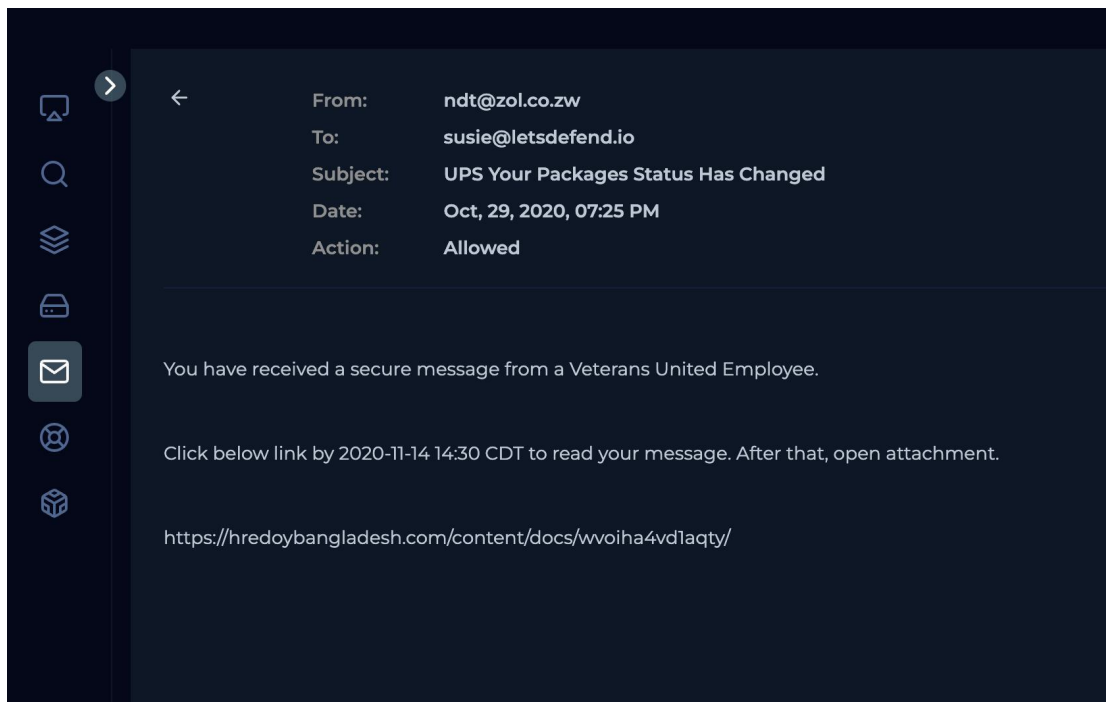 From: ndt@zol.co.zw
To: susie@letsdefend.io
Subject: UPS Your Packages Status Has Changed
Date: Oct, 29, 2020, 07:25 PM
Action: Allowed
You have received a secure message from a Veterans United Employee.
Click below link by 2020-11-14 14:30 CDT to read your message. After that, open attachment.
https://hredoybangladesh.com/content/docs/wvoiha4vd1aqty/